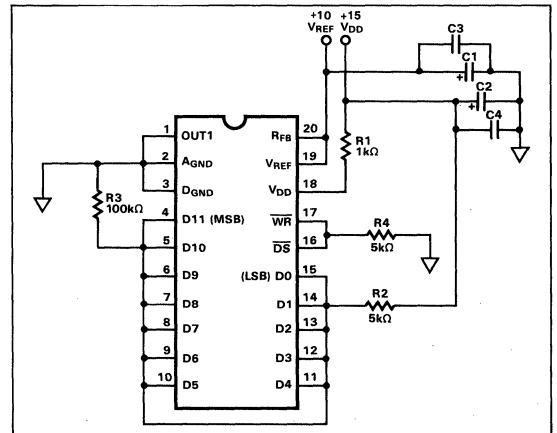 +10
VREF
+15
VDD
C3
C1
+
C2
+
C4
R1
1kΩ
1 OUT1
2 AGND
3 DGND
4 D11 (MSB)
5 D10
6 D9
7 D8
8 D7
9 D6
10 D5
RFB 20
VREF 19
VDD 18
WR 17
DS 16
(LSB) D0 15
D1 14
D2 13
D3 12
D4 11
R3
100kΩ
R4
5kΩ
R2
5kΩ